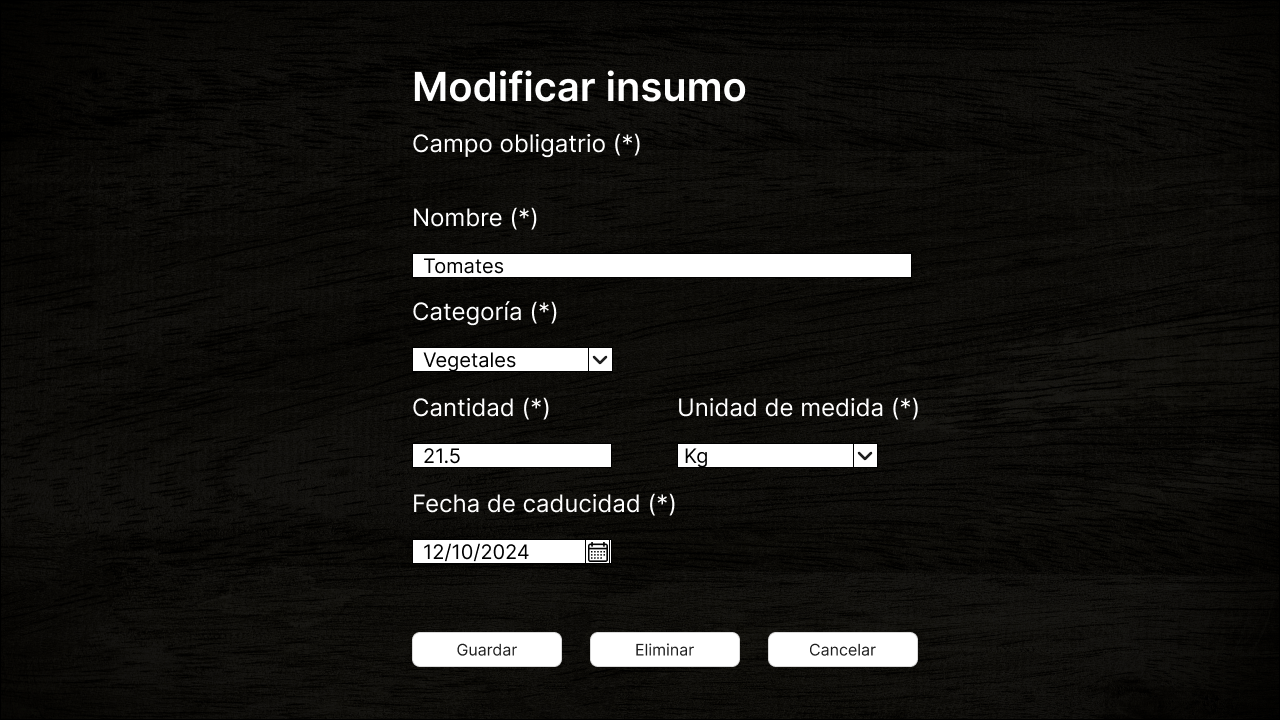 Modificar insumo
Campo obligatrio (*)
Nombre (*)
Tomates
Categoría (*)
Vegetales
Cantidad (*)
Unidad de medida (*)
21.5
Kg
Fecha de caducidad (*)
12/10/2024
Guardar
Eliminar
Cancelar